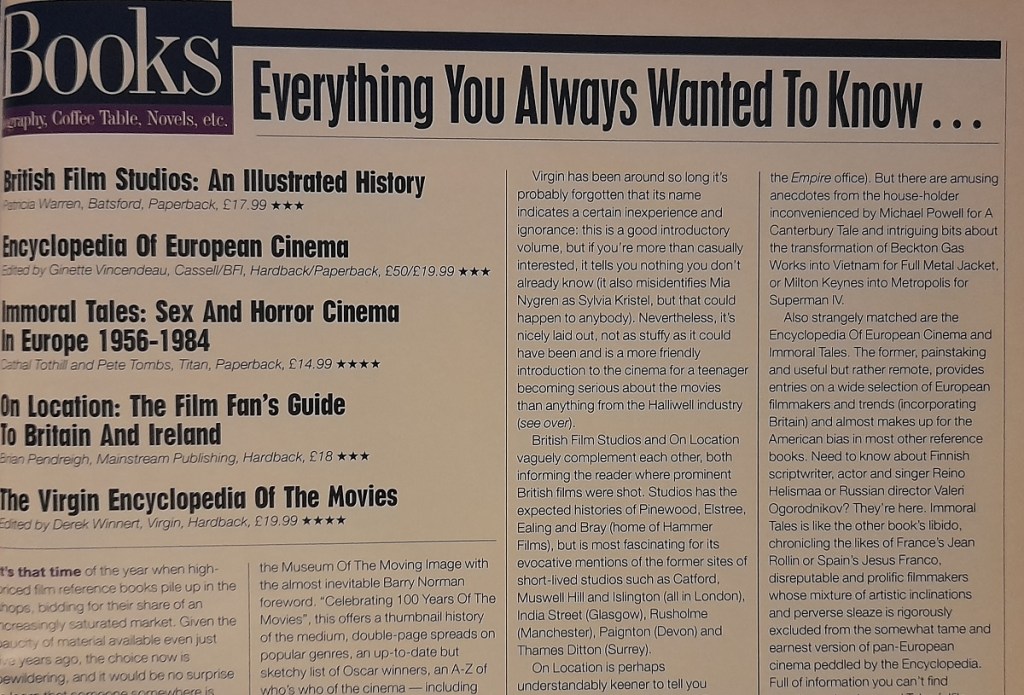 Books
ography, Coffee Table, Novels, etc.
Everything You Always Wanted To Know . . .
British Film Studios: An Illustrated History
Patricia Warren, Batsford, Paperback, £17.99 ★★★
Encyclopedia Of European Cinema
Edited by Ginette Vincendeau, Cassell/BFI, Hardback/Paperback, £50/£19.99 ★★★
Immoral Tales: Sex And Horror Cinema
In Europe 1956-1984
Cathal Tothill and Pete Tombs, Titan, Paperback, £14.99 ★★★★
On Location: The Film Fan's Guide
To Britain And Ireland
Brian Pendreigh, Mainstream Publishing, Hardback, £18 ★★★
The Virgin Encyclopedia Of The Movies
Edited by Derek Winnert, Virgin, Hardback, £19.99 ★★★★
It's that time of the year when high-
priced film reference books pile up in the
shops, bidding for their share of an
increasingly saturated market. Given the
paucity of material available even just
five years ago, the choice now is
bewildering, and it would be no surprise
to learn that someone somewhere is
the Museum Of The Moving Image with
the almost inevitable Barry Norman
foreword. "Celebrating 100 Years Of The
Movies", this offers a thumbnail history
of the medium, double-page spreads on
popular genres, an up-to-date but
sketchy list of Oscar winners, an A-Z of
who's who of the cinema — including
Virgin has been around so long it's
probably forgotten that its name
indicates a certain inexperience and
ignorance: this is a good introductory
volume, but if you're more than casually
interested, it tells you nothing you don't
already know (it also misidentifies Mia
Nygren as Sylvia Kristel, but that could
happen to anybody). Nevertheless, it's
nicely laid out, not as stuffy as it could
have been and is a more friendly
introduction to the cinema for a teenager
becoming serious about the movies
than anything from the Halliwell industry
(see over).
British Film Studios and On Location
vaguely complement each other, both
informing the reader where prominent
British films were shot. Studios has the
expected histories of Pinewood, Elstree,
Ealing and Bray (home of Hammer
Films), but is most fascinating for its
evocative mentions of the former sites of
short-lived studios such as Catford,
Muswell Hill and Islington (all in London),
India Street (Glasgow), Rusholme
(Manchester), Paignton (Devon) and
Thames Ditton (Surrey).
On Location is perhaps
understandably keener to tell you
the Empire office). But there are amusing
anecdotes from the house-holder
inconvenienced by Michael Powell for A
Canterbury Tale and intriguing bits about
the transformation of Beckton Gas
Works into Vietnam for Full Metal Jacket,
or Milton Keynes into Metropolis for
Superman IV.
Also strangely matched are the
Encyclopedia Of European Cinema and
Immoral Tales. The former, painstaking
and useful but rather remote, provides
entries on a wide selection of European
filmmakers and trends (incorporating
Britain) and almost makes up for the
American bias in most other reference
books. Need to know about Finnish
scriptwriter, actor and singer Reino
Helismaa or Russian director Valeri
Ogorodnikov? They're here. Immoral
Tales is like the other book's libido,
chronicling the likes of France's Jean
Rollin or Spain's Jesus Franco,
disreputable and prolific filmmakers
whose mixture of artistic inclinations
and perverse sleaze is rigorously
excluded from the somewhat tame and
earnest version of pan-European
cinema peddled by the Encyclopedia.
Full of information you can't find